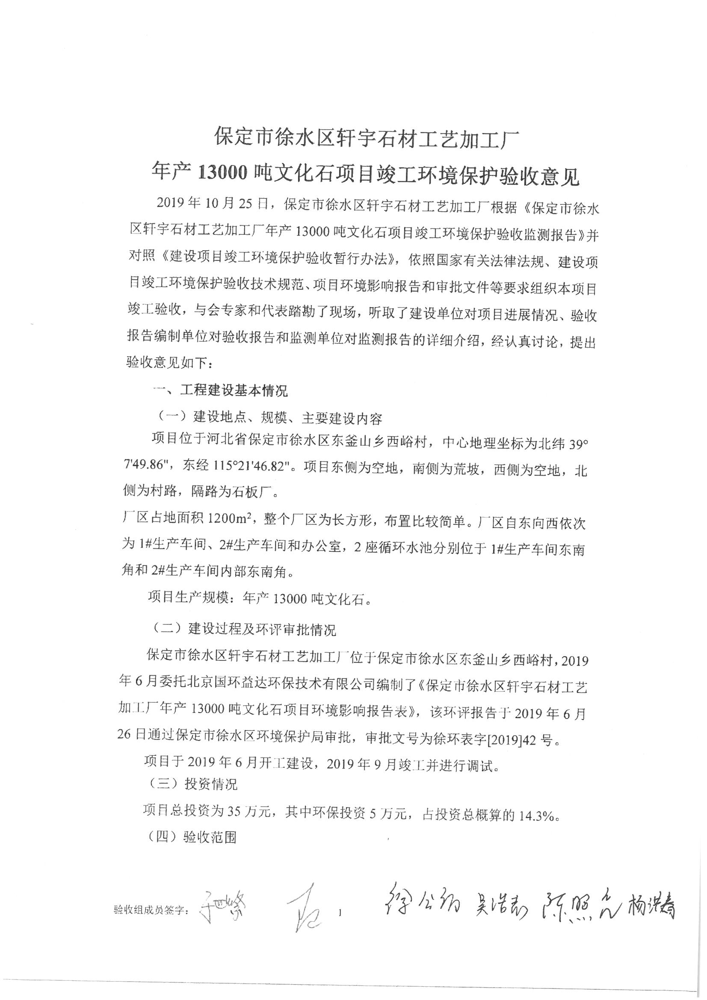 保定市徐水区轩宇石材工艺加工厂
年产 13000 吨文化石项目竣工环境保护验收意见
2019 年 10 月 25 日，保定市徐水区轩宇石材工艺加工厂根据《保定市徐水
区轩宇石材工艺加工厂年产 13000 吨文化石项目竣工环境保护验收监测报告》并
对照《建设项目竣工环境保护验收暂行办法》，依照国家有关法律法规、建设项
目竣工环境保护验收技术规范、项目环境影响报告和审批文件等要求组织本项目
竣工验收，与会专家和代表踏勘了现场，听取了建设单位对项目进展情况、验收
报告编制单位对验收报告和监测单位对监测报告的详细介绍，经认真讨论，提出
验收意见如下：
一、工程建设基本情况
（一）建设地点、规模、主要建设内容
项目位于河北省保定市徐水区东釜山乡西峪村，中心地理坐标为北纬 39°
7'49.86"，东经 115°21'46.82"。项目东侧为空地，南侧为荒坡，西侧为空地，北
侧为村路，隔路为石板厂。
厂区占地面积 1200m²，整个厂区为长方形，布置比较简单。厂区自东向西依次
为 1#生产车间、2#生产车间和办公室，2 座循环水池分别位于 1#生产车间东南
角和 2#生产车间内部东南角。
项目生产规模：年产 13000 吨文化石。
（二）建设过程及环评审批情况
保定市徐水区轩宇石材工艺加工厂位于保定市徐水区东釜山乡西峪村，2019
年 6 月委托北京国环益达环保技术有限公司编制了《保定市徐水区轩宇石材工艺
加工厂年产 13000 吨文化石项目环境影响报告表》，该环评报告于 2019 年 6 月
26 日通过保定市徐水区环境保护局审批，审批文号为徐环表字[2019]42 号。
项目于 2019 年 6 月开工建设，2019 年 9 月竣工并进行调试。
（三）投资情况
项目总投资为 35 万元，其中环保投资 5 万元，占投资总概算的 14.3%。
（四）验收范围
验收组成员签字： 1 陈照允